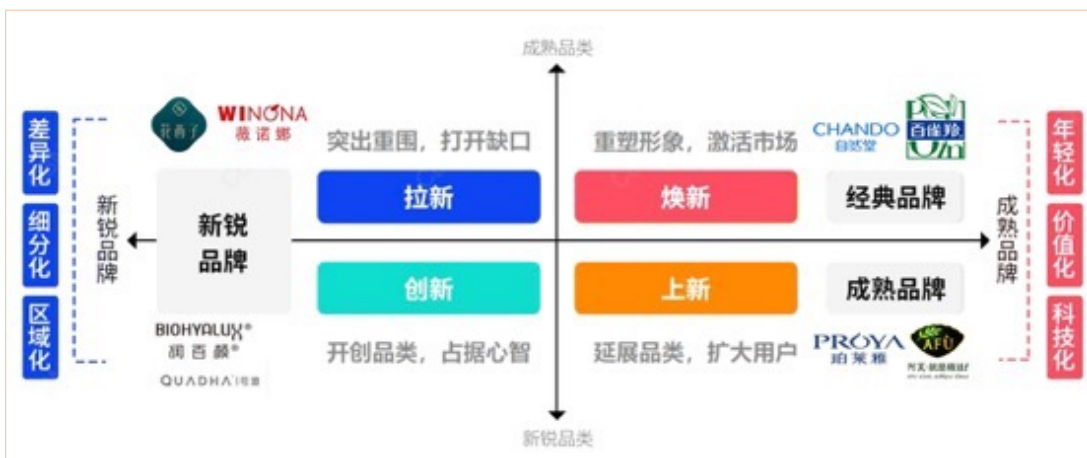 成熟品类
差异化
细分化
区域化
新锐品牌
花西子
WINONA
薇诺娜
突出重围，打开缺口
重塑形象，激活市场
CHANDO
自然堂
百雀羚
年轻化
价值化
科技化
成熟品牌
新锐
品牌
拉新
焕新
经典品牌
创新
上新
成熟品牌
BIOHYALUX®
润百颜®
QUADHA
开创品类，占据心智
延展品类，扩大用户
PROYA
珀莱雅
AFU
新锐品类